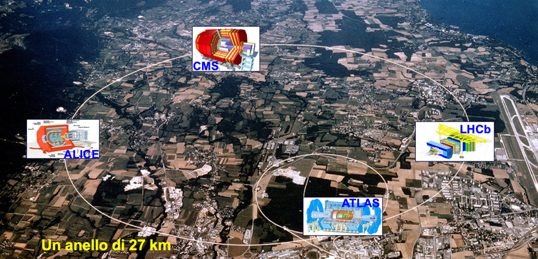 CMS
ALICE
LHCb
ATLAS
Un anello di 27 km